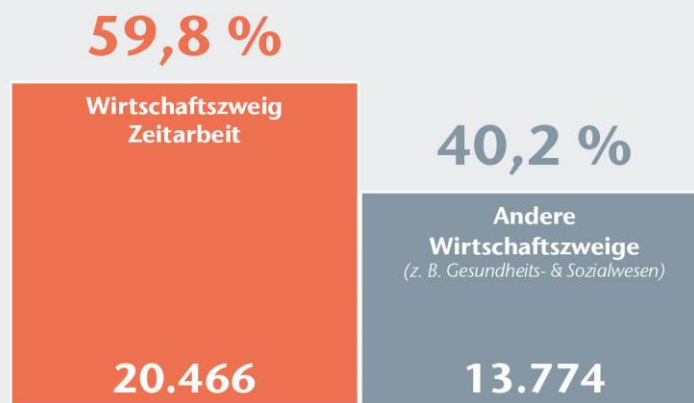 59,8 %
Wirtschaftszweig
Zeitarbeit
20.466
40,2 %
Andere
Wirtschaftszweige
(z. B. Gesundheits- & Sozialwesen)
13.774